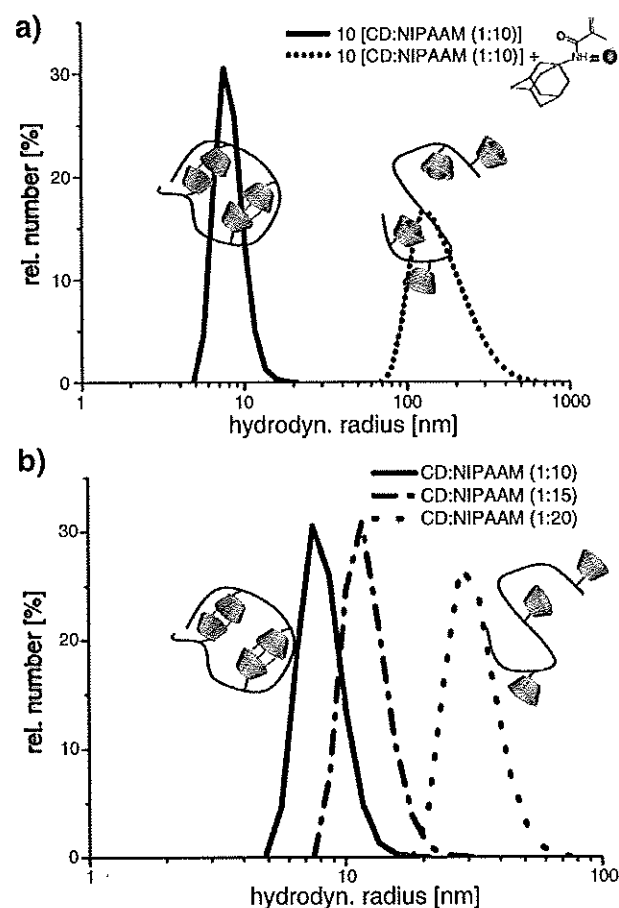 a)
10 [CD:NIPAAM (1:10)]
10 [CD:NIPAAM (1:10)] +
O
NH
rel. number [%]
30
20
10
0
1
10
100
1000
hydrodyn. radius [nm]
b)
CD:NIPAAM (1:10)
CD:NIPAAM (1:15)
CD:NIPAAM (1:20)
rel. number [%]
30
20
10
0
1
10
100
hydrodyn. radius [nm]